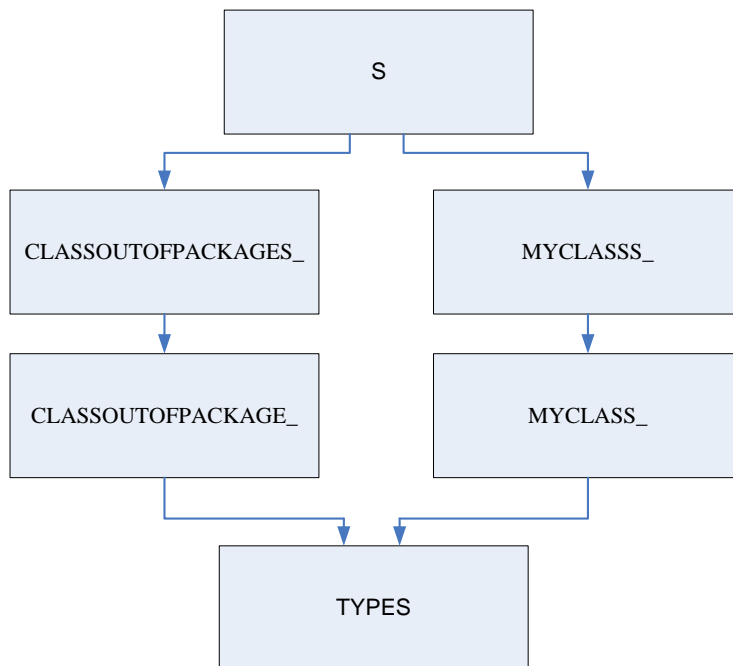 S
CLASSOUTOFPACKAGES_
MYCLASSS_
CLASSOUTOFPACKAGE_
MYCLASS_
TYPES